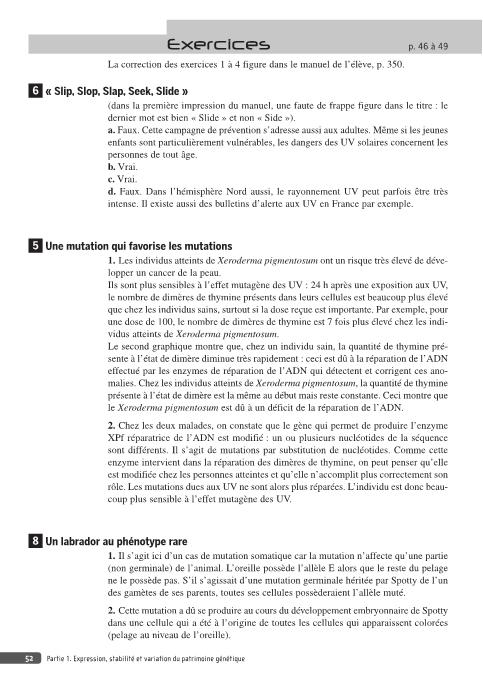 Exercices
p. 46 à 49
La correction des exercices 1 à 4 figure dans le manuel de l'élève, p. 350.
6 « Slip, Slop, Slap, Seek, Slide »
(dans la première impression du manuel, une faute de frappe figure dans le titre : le
dernier mot est bien « Slide » et non « Side »).
a. Faux. Cette campagne de prévention s'adresse aussi aux adultes. Même si les jeunes
enfants sont particulièrement vulnérables, les dangers des UV solaires concernent les
personnes de tout âge.
b. Vrai.
c. Vrai.
d. Faux. Dans l'hémisphère Nord aussi, le rayonnement UV peut parfois être très
intense. Il existe aussi des bulletins d'alerte aux UV en France par exemple.
5 Une mutation qui favorise les mutations
1. Les individus atteints de Xeroderma pigmentosum ont un risque très élevé de déve-
lopper un cancer de la peau.
Ils sont plus sensibles à l'effet mutagène des UV : 24 h après une exposition aux UV,
le nombre de dimères de thymine présents dans leurs cellules est beaucoup plus élevé
que chez les individus sains, surtout si la dose reçue est importante. Par exemple, pour
une dose de 100, le nombre de dimères de thymine est 7 fois plus élevé chez les indi-
vidus atteints de Xeroderma pigmentosum.
Le second graphique montre que, chez un individu sain, la quantité de thymine pré-
sente à l'état de dimère diminue très rapidement : ceci est dû à la réparation de l'ADN
effectué par les enzymes de réparation de l'ADN qui détectent et corrigent ces ano-
malies. Chez les individus atteints de Xeroderma pigmentosum, la quantité de thymine
présente à l'état de dimère est la même au début mais reste constante. Ceci montre que
le Xeroderma pigmentosum est dû à un déficit de la réparation de l'ADN.
2. Chez les deux malades, on constate que le gène qui permet de produire l'enzyme
XPf réparatrice de l'ADN est modifié : un ou plusieurs nucléotides de la séquence
sont différents. Il s'agit de mutations par substitution de nucléotides. Comme cette
enzyme intervient dans la réparation des dimères de thymine, on peut penser qu'elle
est modifiée chez les personnes atteintes et qu'elle n'accomplit plus correctement son
rôle. Les mutations dues aux UV ne sont alors plus réparées. L'individu est donc beau-
coup plus sensible à l'effet mutagène des UV.
8 Un labrador au phénotype rare
1. Il s'agit ici d'un cas de mutation somatique car la mutation n'affecte qu'une partie
(non germinale) de l'animal. L'oreille possède l'allèle E alors que le reste du pelage
ne le possède pas. S'il s'agissait d'une mutation germinale héritée par Spotty de l'un
des gamètes de ses parents, toutes ses cellules possèderaient l'allèle muté.
2. Cette mutation a dû se produire au cours du développement embryonnaire de Spotty
dans une cellule qui a été à l'origine de toutes les cellules qui apparaissent colorées
(pelage au niveau de l'oreille).
52 Partie 1. Expression, stabilité et variation du patrimoine génétique